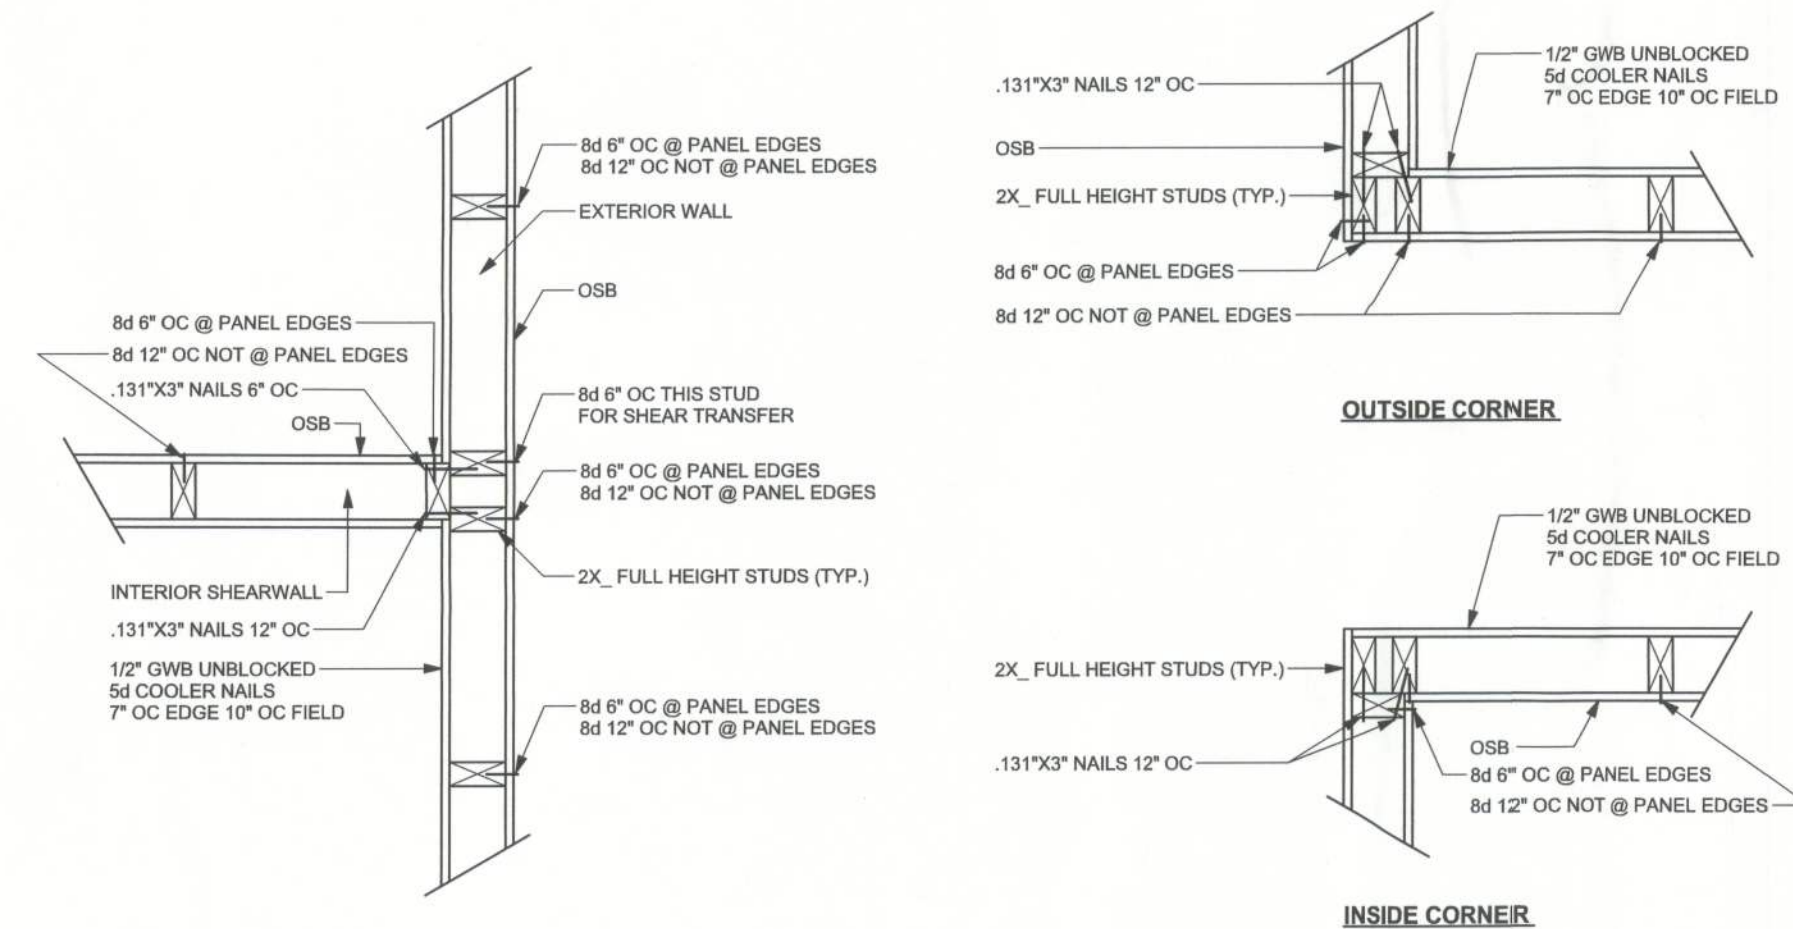 8d 6" OC @ PANEL EDGES
8d 12" OC NOT @ PANEL EDGES
EXTERIOR WALL
OSB
8d 6" OC @ PANEL EDGES
8d 12" OC NOT @ PANEL EDGES
.131"X3" NAILS 6" OC
OSB
8d 6" OC THIS STUD
FOR SHEAR TRANSFER
8d 6" OC @ PANEL EDGES
8d 12" OC NOT @ PANEL EDGES
2X_ FULL HEIGHT STUDS (TYP.)
INTERIOR SHEARWALL
.131"X3" NAILS 12" OC
1/2" GWB UNBLOCKED
5d COOLER NAILS
7" OC EDGE 10" OC FIELD
8d 6" OC @ PANEL EDGES
8d 12" OC NOT @ PANEL EDGES
1/2" GWB UNBLOCKED
5d COOLER NAILS
7" OC EDGE 10" OC FIELD
.131"X3" NAILS 12" OC
OSB
2X_ FULL HEIGHT STUDS (TYP.)
8d 6" OC @ PANEL EDGES
8d 12" OC NOT @ PANEL EDGES
OUTSIDE CORNER
1/2" GWB UNBLOCKED
5d COOLER NAILS
7" OC EDGE 10" OC FIELD
2X_ FULL HEIGHT STUDS (TYP.)
.131"X3" NAILS 12" OC
OSB
8d 6" OC @ PANEL EDGES
8d 12" OC NOT @ PANEL EDGES
INSIDE CORNER